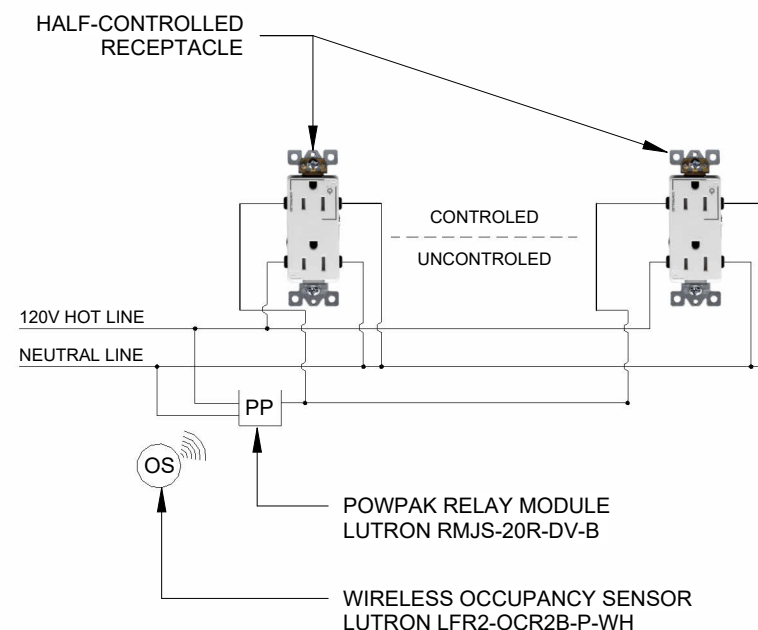 HALF-CONTROLLED
RECEPTACLE
CONTROLED
UNCONTROLED
120V HOT LINE
NEUTRAL LINE
PP
OS
POWPAK RELAY MODULE
LUTRON RMJS-20R-DV-B
WIRELESS OCCUPANCY SENSOR
LUTRON LFR2-OCR2B-P-WH